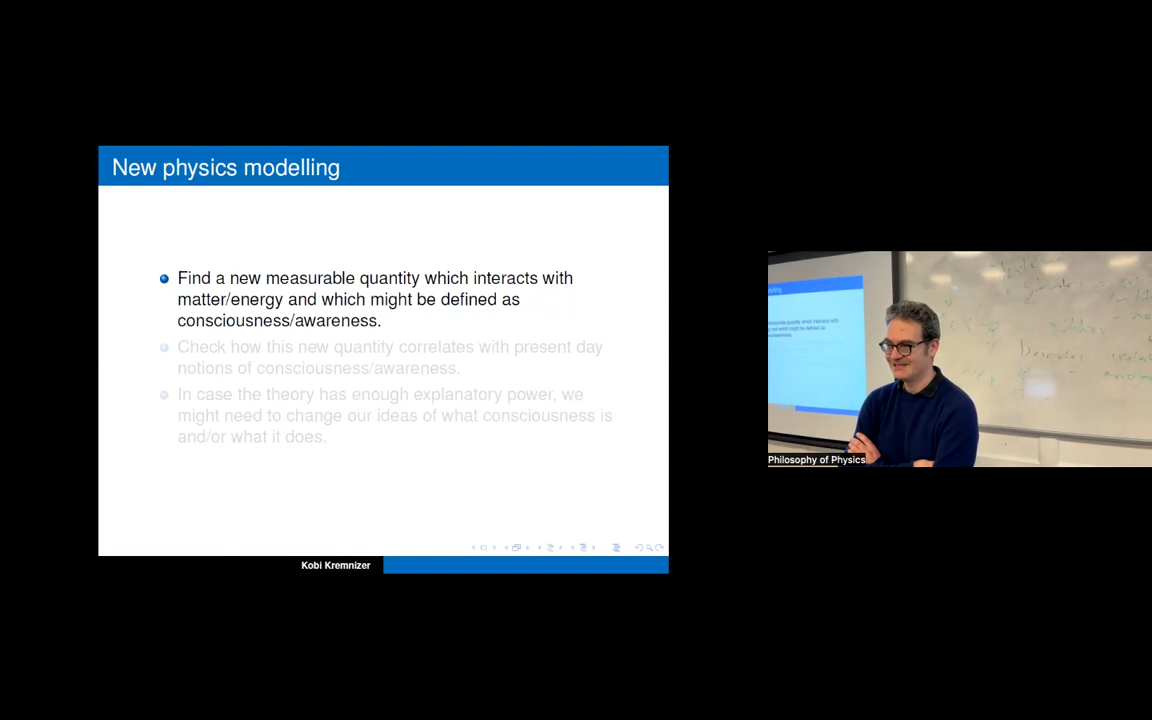 New physics modelling
Find a new measurable quantity which interacts with
matter/energy and which might be defined as
consciousness/awareness.
Check how this new quantity correlates with present day
notions of consciousness/awareness.
In case the theory has enough explanatory power, we
might need to change our ideas of what consciousness is
and/or what it does.
Kobi Kremnizer
Philosophy of Physics